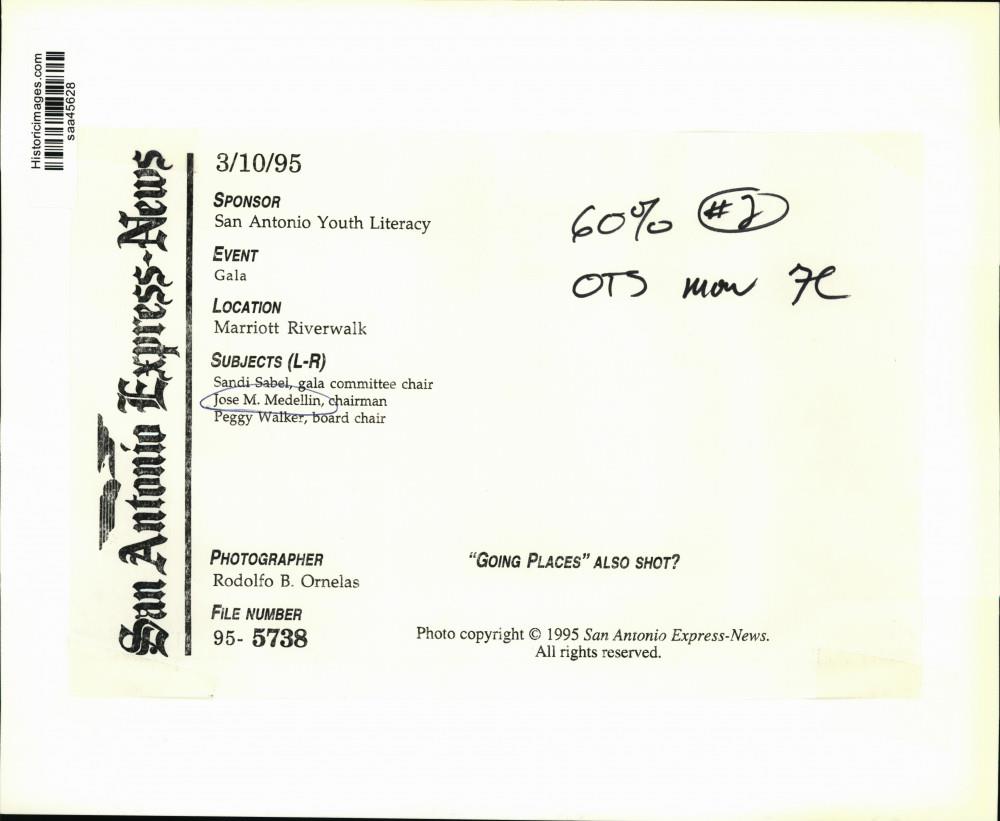 Historicimages.com
saa45628
San Antonio Express-News
3/10/95
SPONSOR
San Antonio Youth Literacy
EVENT
Gala
LOCATION
Marriott Riverwalk
SUBJECTS (L-R)
Sandi Sabel, gala committee chair
Jose M. Medellin, chairman
Peggy Walker, board chair
60% #2
OTS mon 7C
PHOTOGRAPHER
Rodolfo B. Ornelas
"GOING PLACES" ALSO SHOT?
FILE NUMBER
95- 5738
Photo copyright © 1995 San Antonio Express-News.
All rights reserved.